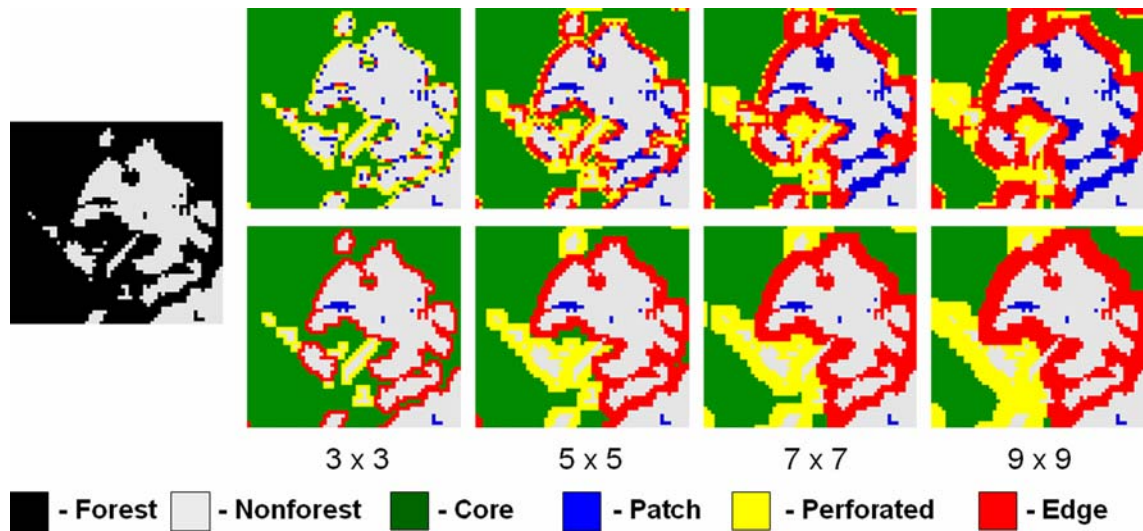 3 x 3 5 x 5 7 x 7 9 x 9
- Forest - Nonforest - Core - Patch - Perforated - Edge